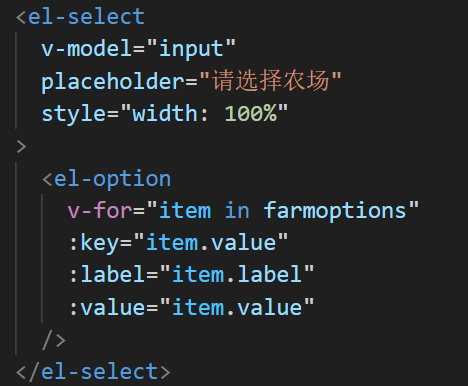 <el-select
v-model="input"
placeholder="请选择农场"
style="width: 100%"
>
<el-option
v-for="item in farmoptions"
:key="item.value"
:label="item.label"
:value="item.value"
/>
</el-select>